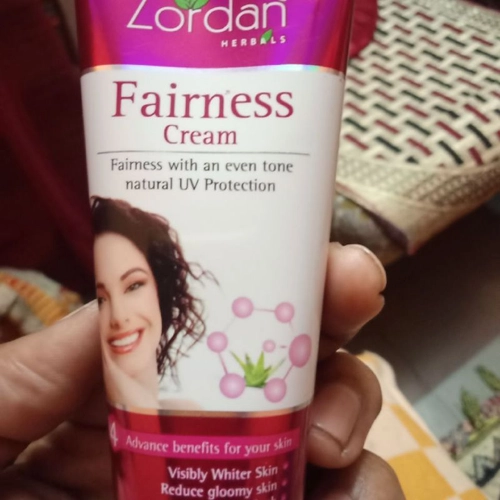 Zordan
HERBALS
Fairness
Cream
Fairness with an even tone
natural UV Protection
4 Advance benefits for your skin
Visibly Whiter Skin
Reduce gloomy skin